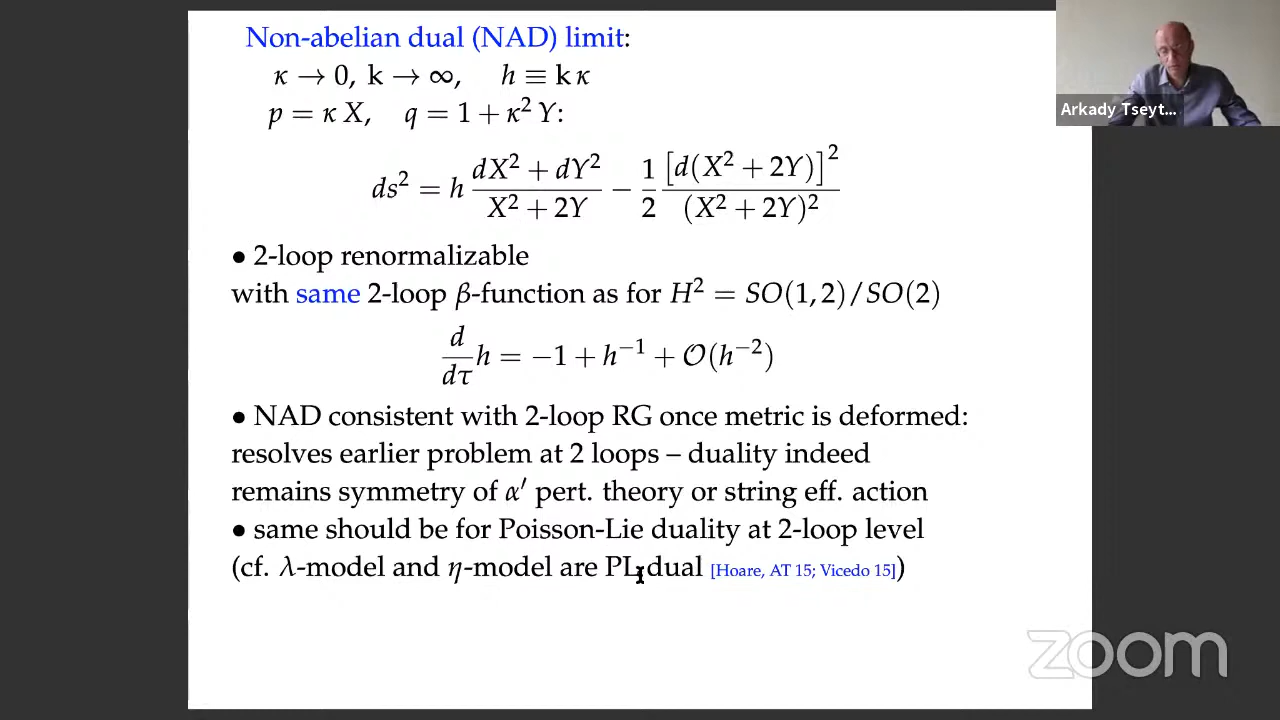 Non-abelian dual (NAD) limit:
κ → 0, k → ∞, h ≡ k κ
p = κ X, q = 1 + κ² Y:
ds² = h (dX² + dY²)/(X² + 2Y) − 1/2 [d(X² + 2Y)]²/(X² + 2Y)²
• 2-loop renormalizable
with same 2-loop β-function as for H² = SO(1,2)/SO(2)
d/dτ h = −1 + h⁻¹ + 𝒪(h⁻²)
• NAD consistent with 2-loop RG once metric is deformed:
resolves earlier problem at 2 loops – duality indeed
remains symmetry of α′ pert. theory or string eff. action
• same should be for Poisson-Lie duality at 2-loop level
(cf. λ-model and η-model are PL dual [Hoare, AT 15; Vicedo 15])
Arkady Tseyt...
zoom